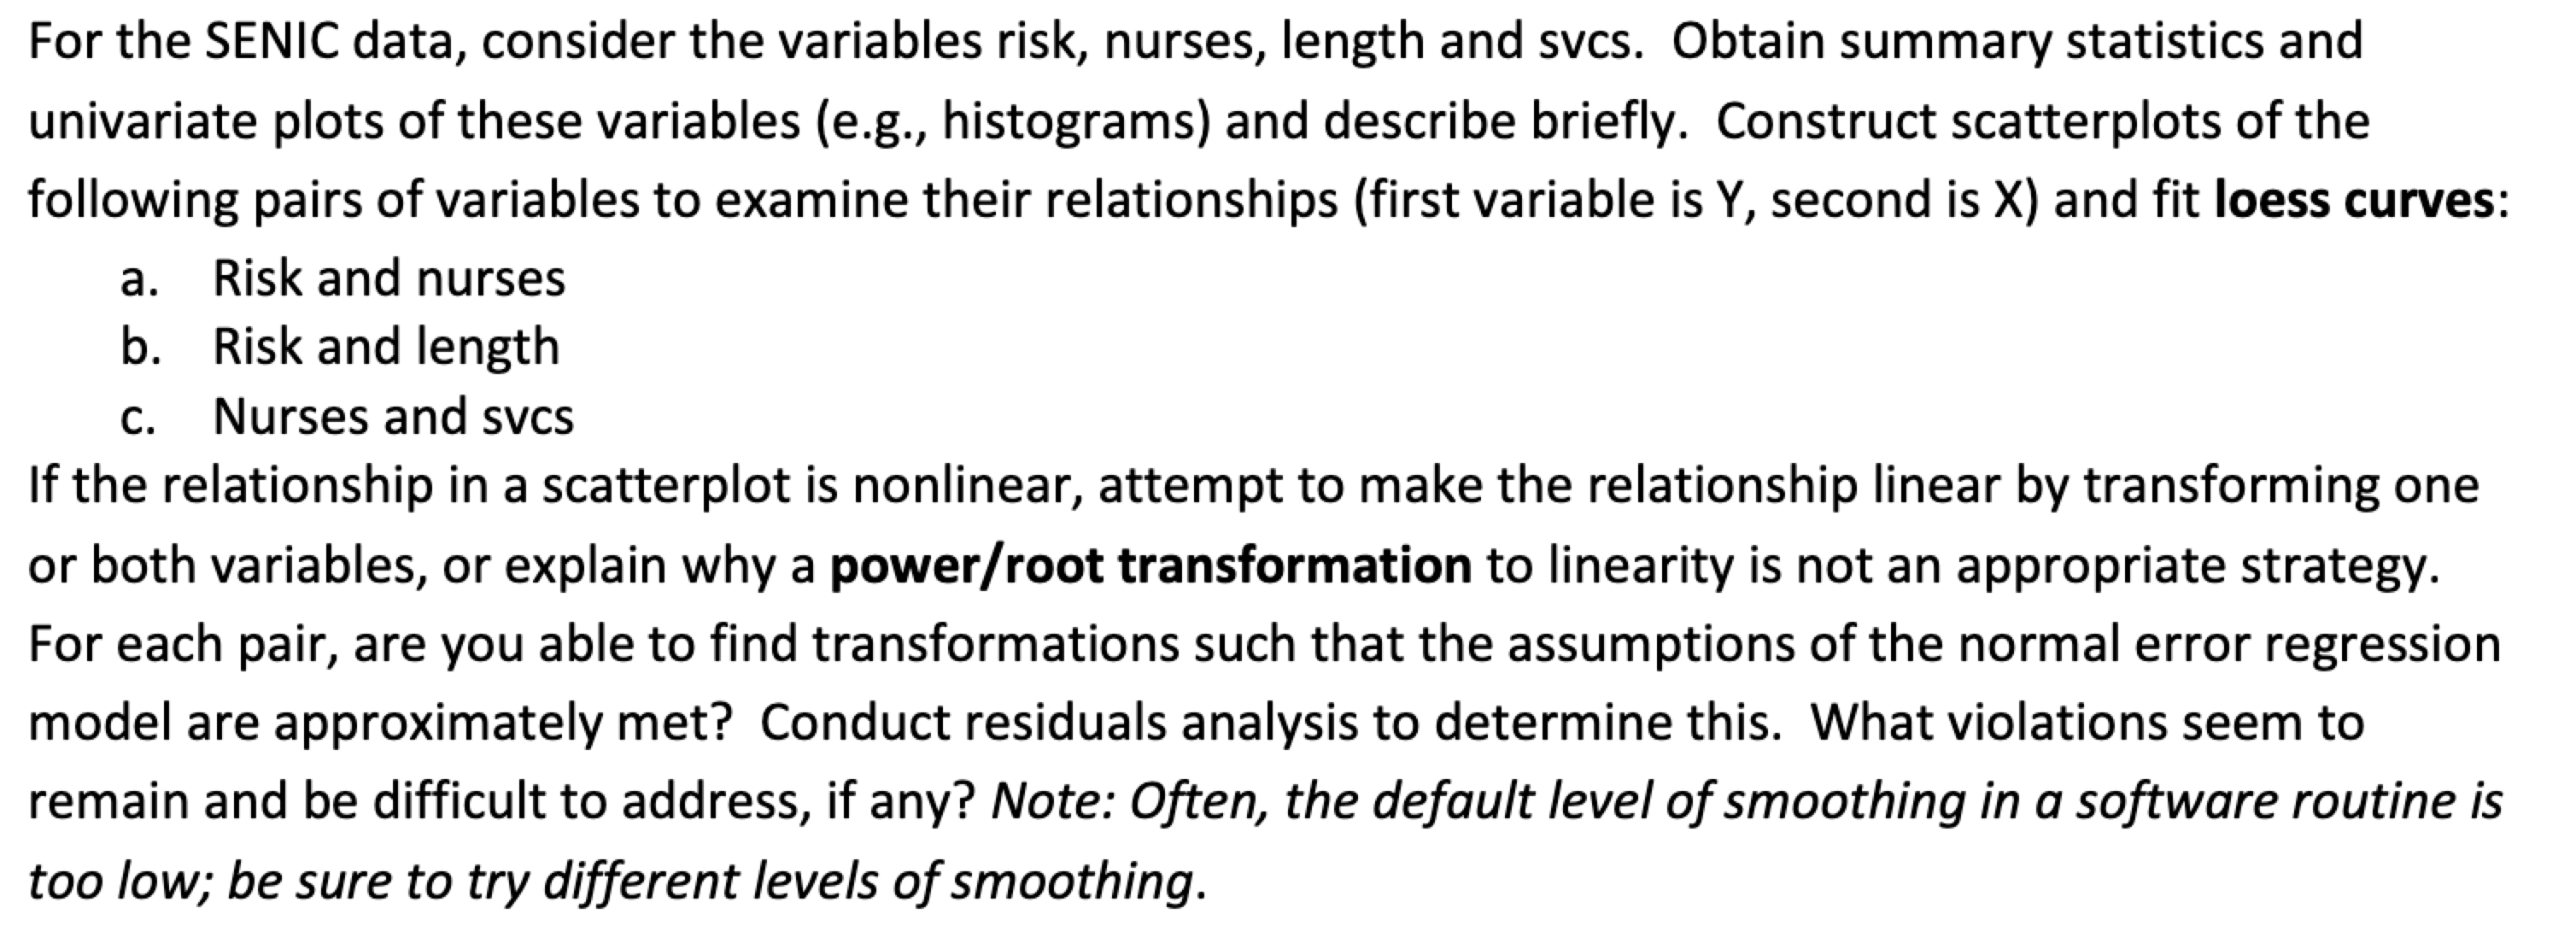 For the SENIC data, consider the variables risk, nurses, length and svcs.  Obtain summary statistics and
univariate plots of these variables (e.g., histograms) and describe briefly.  Construct scatterplots of the
following pairs of variables to examine their relationships (first variable is Y, second is X) and fit loess curves:
a. Risk and nurses
b. Risk and length
c. Nurses and svcs
If the relationship in a scatterplot is nonlinear, attempt to make the relationship linear by transforming one
or both variables, or explain why a power/root transformation to linearity is not an appropriate strategy.
For each pair, are you able to find transformations such that the assumptions of the normal error regression
model are approximately met?  Conduct residuals analysis to determine this.  What violations seem to
remain and be difficult to address, if any? Note: Often, the default level of smoothing in a software routine is
too low; be sure to try different levels of smoothing.